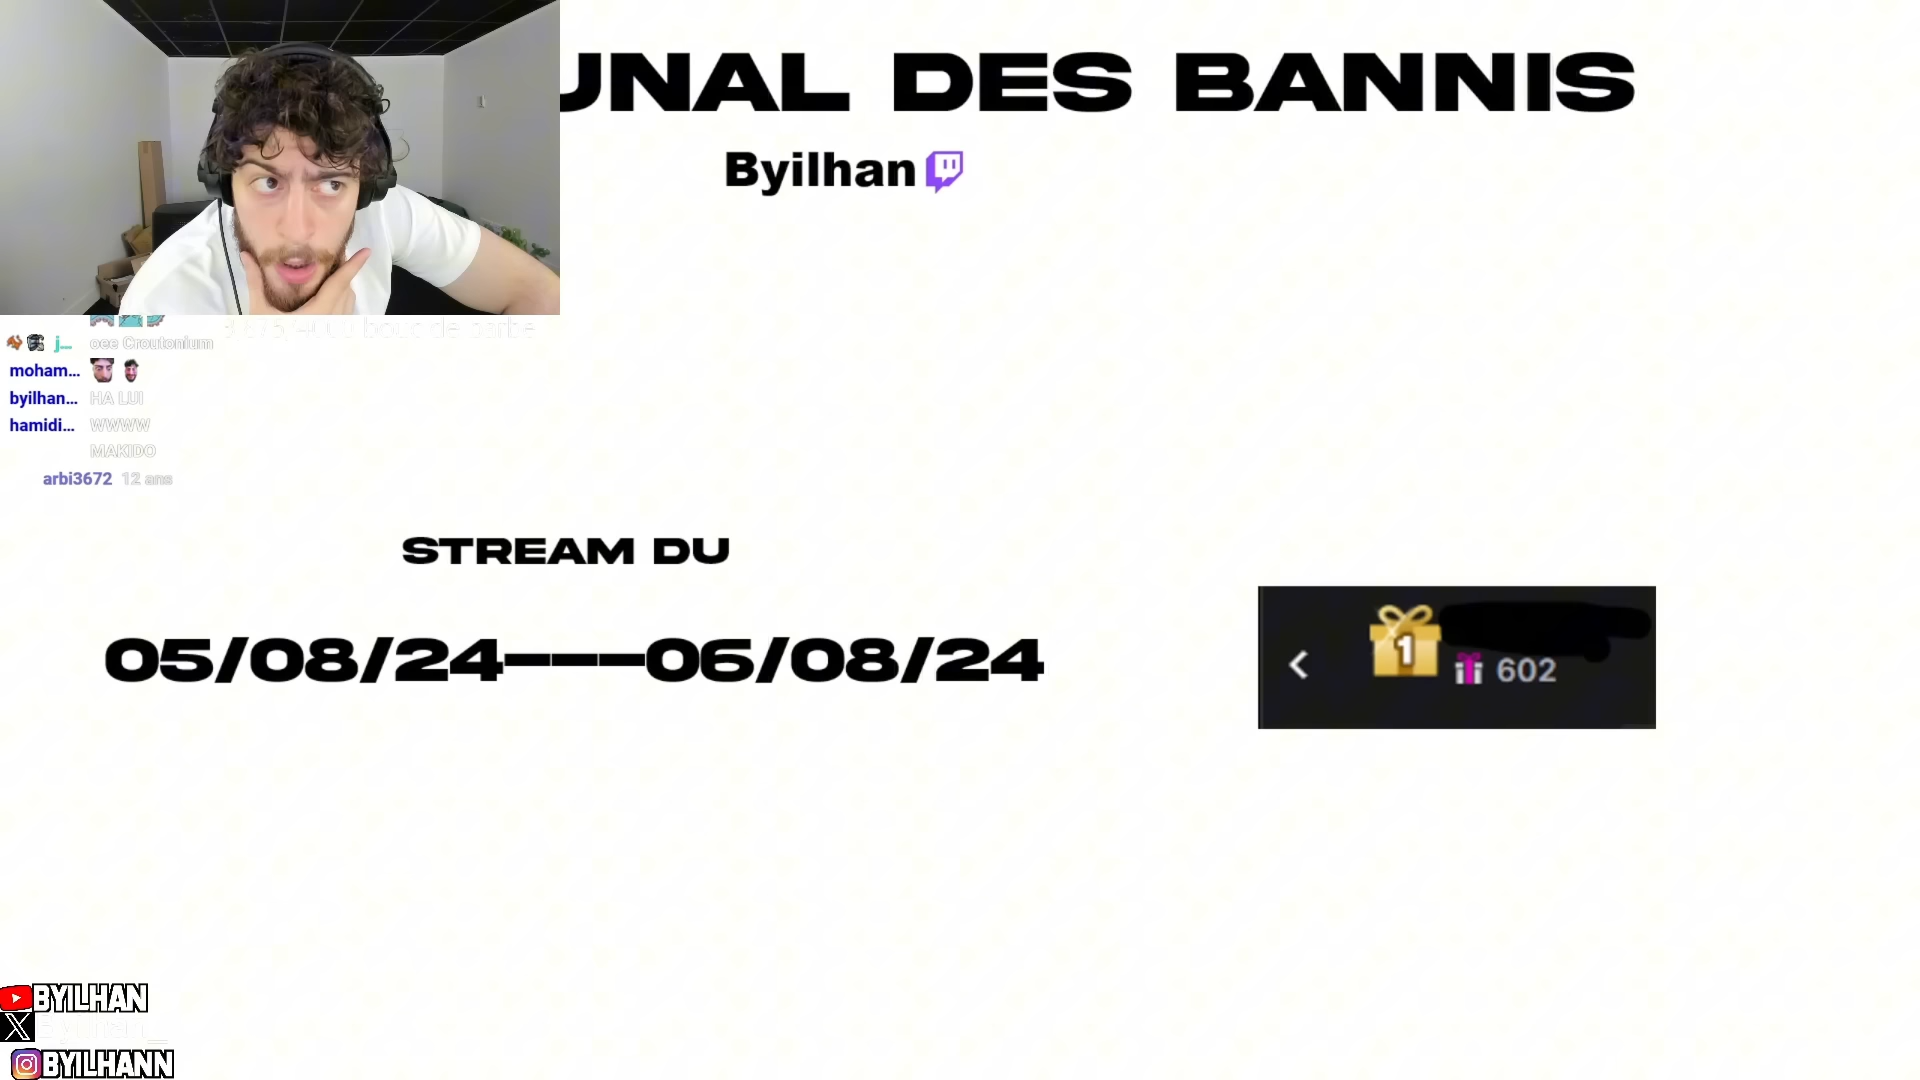 UNAL DES BANNIS
Byilhan
oee Croutonium
moham...
byilhan... HA LUI
hamidi... WWWW
MAKIDO
arbi3672 12 ans
STREAM DU
05/08/24---06/08/24
1
602
BYILHAN
BYILHANN